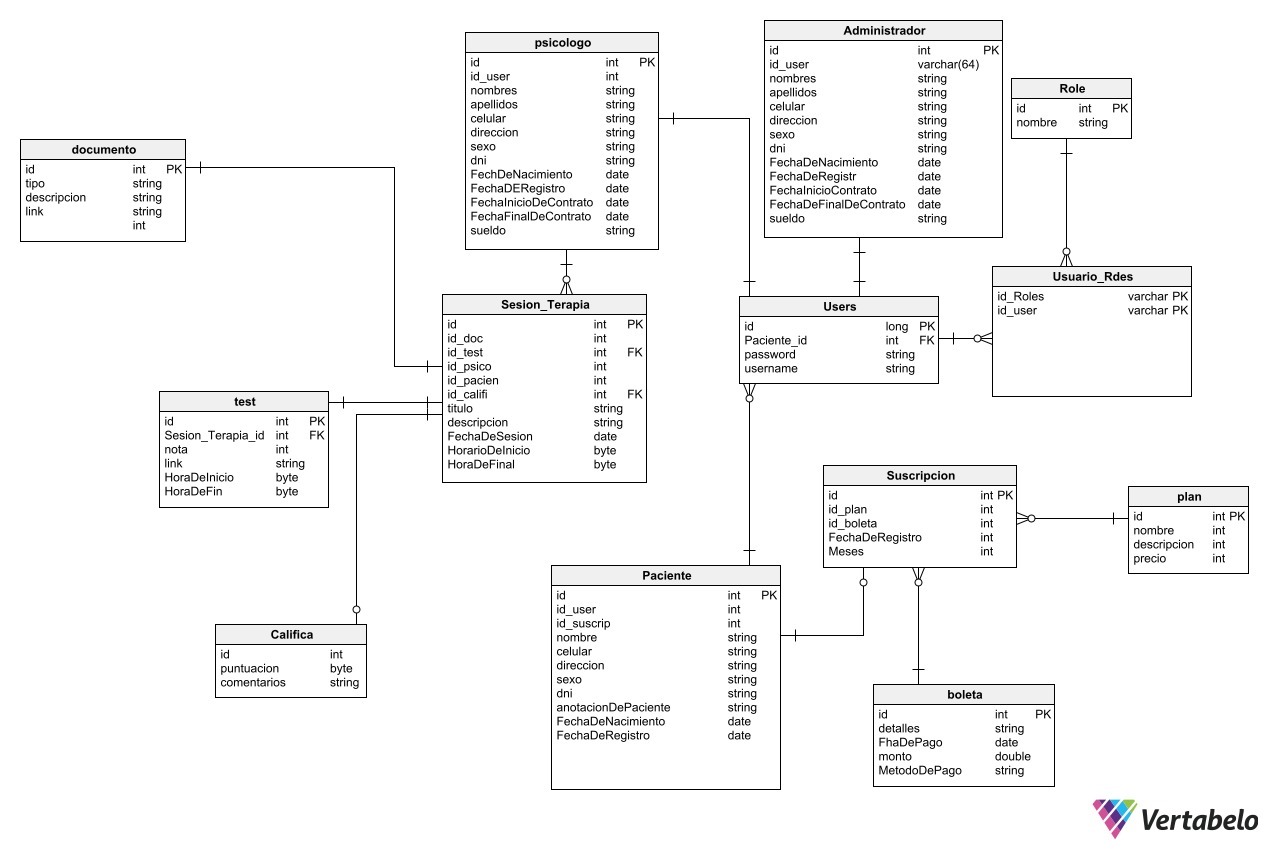 psicologo
id int PK
id_user int
nombres string
apellidos string
celular string
direccion string
sexo string
dni string
FechDeNacimiento date
FechaDERegistro date
FechaInicioDeContrato date
FechaFinalDeContrato date
sueldo string
Administrador
id int PK
id_user varchar(64)
nombres string
apellidos string
celular string
direccion string
sexo string
dni string
FechaDeNacimiento date
FechaDeRegistr date
FechaInicioContrato date
FechaDeFinalDeContrato date
sueldo string
Role
id int PK
nombre string
documento
id int PK
tipo string
descripcion string
link string
int
Sesion_Terapia
id int PK
id_doc int
id_test int FK
id_psico int
id_pacien int
id_califi int FK
titulo string
descripcion string
FechaDeSesion date
HorarioDeInicio byte
HoraDeFinal byte
Users
id long PK
Paciente_id int FK
password string
username string
Usuario_Rdes
id_Roles varchar PK
id_user varchar PK
test
id int PK
Sesion_Terapia_id int FK
nota int
link string
HoraDeInicio byte
HoraDeFin byte
Suscripcion
id int PK
id_plan int
id_boleta int
FechaDeRegistro int
Meses int
plan
id int PK
nombre int
descripcion int
precio int
Califica
id int
puntuacion byte
comentarios string
Paciente
id int PK
id_user int
id_suscrip int
nombre string
celular string
direccion string
sexo string
dni string
anotacionDePaciente string
FechaDeNacimiento date
FechaDeRegistro date
boleta
id int PK
detalles string
FhaDePago date
monto double
MetodoDePago string
Vertabelo